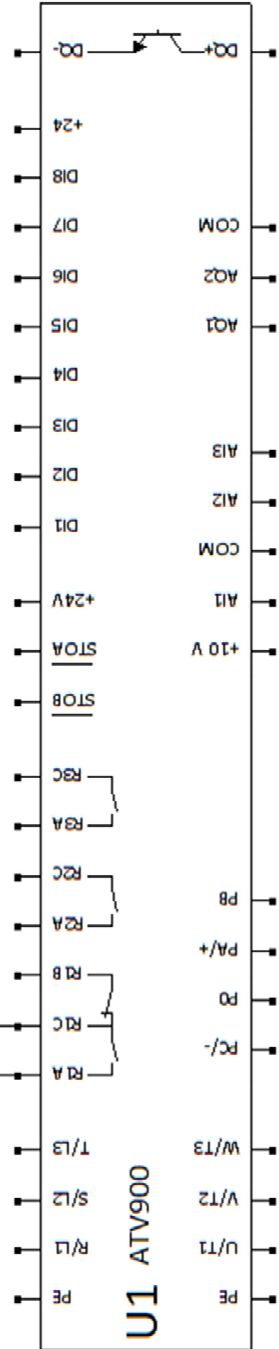 DQ-
+24
DI8
DI7
DI6
DI5
DI4
DI3
DI2
DI1
+24V
STOA
STOB
R3C
R3A
R2C
R2A
R1B
R1C
R1A
T/L3
S/L2
R/L1
PE
DQ+
COM
AQ2
AQ1
AI3
AI2
COM
AI1
+10 V
PB
PA/+
PO
PC/-
W/T3
V/T2
U/T1
PE
U1
ATV900